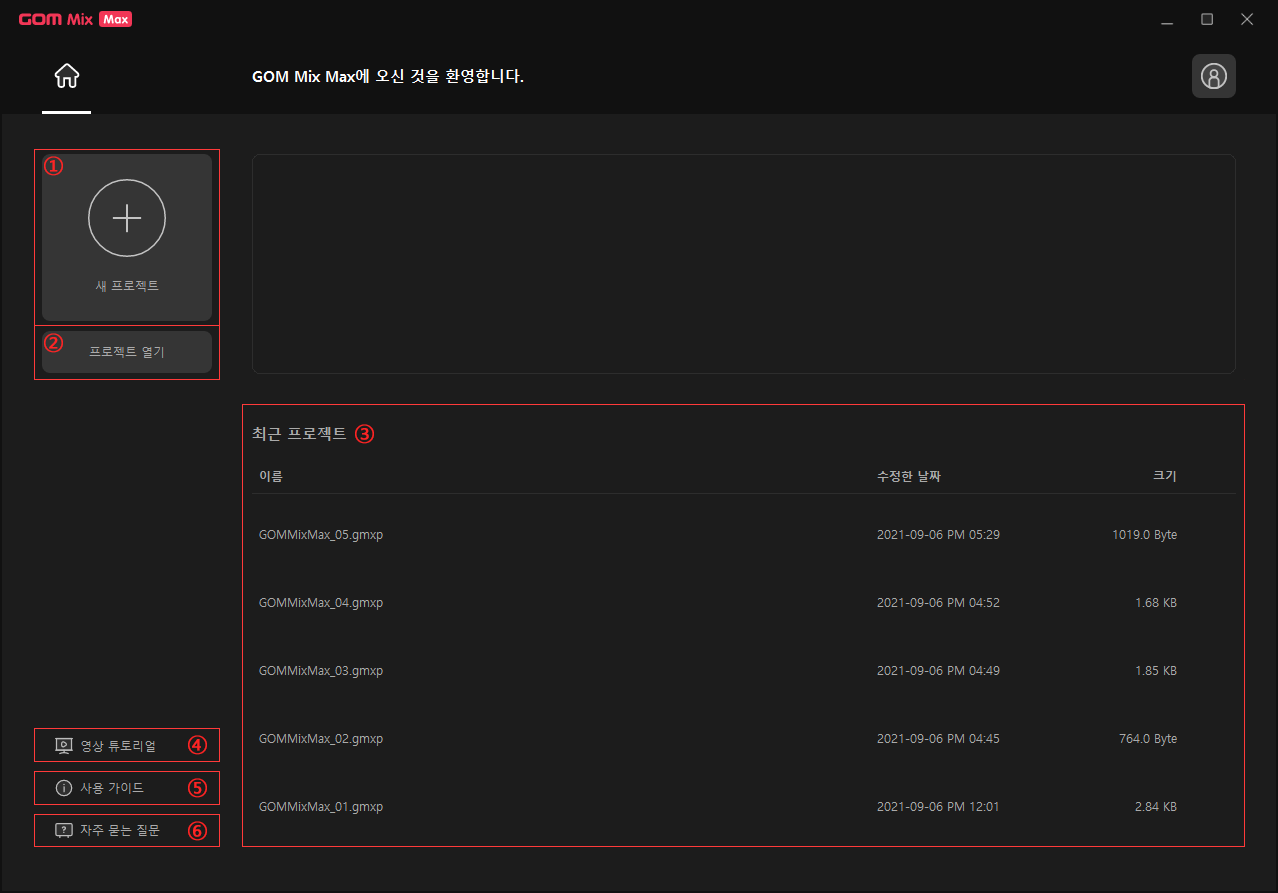 GOM Mix Max
GOM Mix Max에 오신 것을 환영합니다.
①
새 프로젝트
② 프로젝트 열기
최근 프로젝트 ③
이름 수정한 날짜 크기
GOMMixMax_05.gmxp 2021-09-06 PM 05:29 1019.0 Byte
GOMMixMax_04.gmxp 2021-09-06 PM 04:52 1.68 KB
GOMMixMax_03.gmxp 2021-09-06 PM 04:49 1.85 KB
GOMMixMax_02.gmxp 2021-09-06 PM 04:45 764.0 Byte
GOMMixMax_01.gmxp 2021-09-06 PM 12:01 2.84 KB
영상 튜토리얼 ④
사용 가이드 ⑤
자주 묻는 질문 ⑥